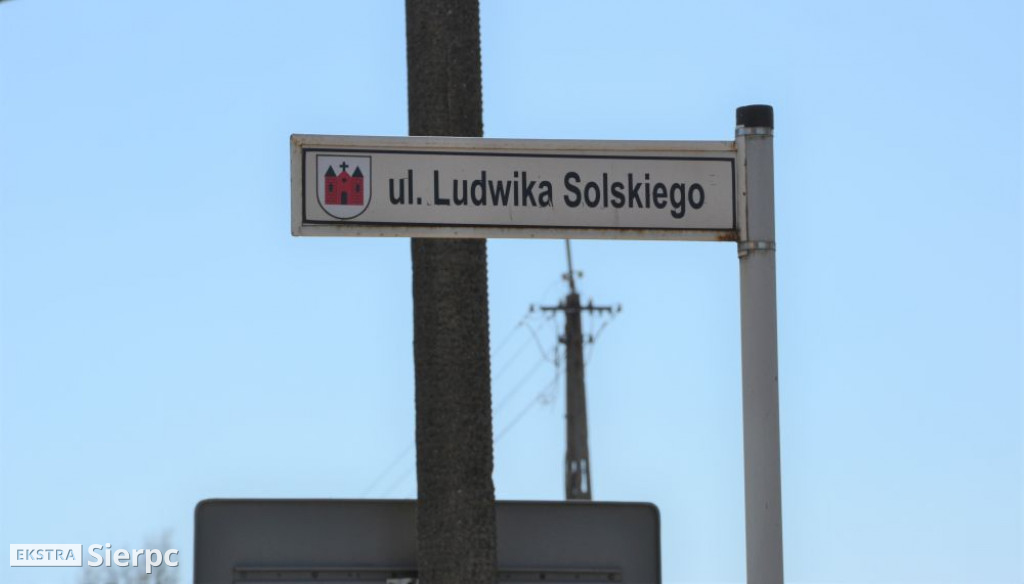 ul. Ludwika Solskiego
EKSTRA Sierpc